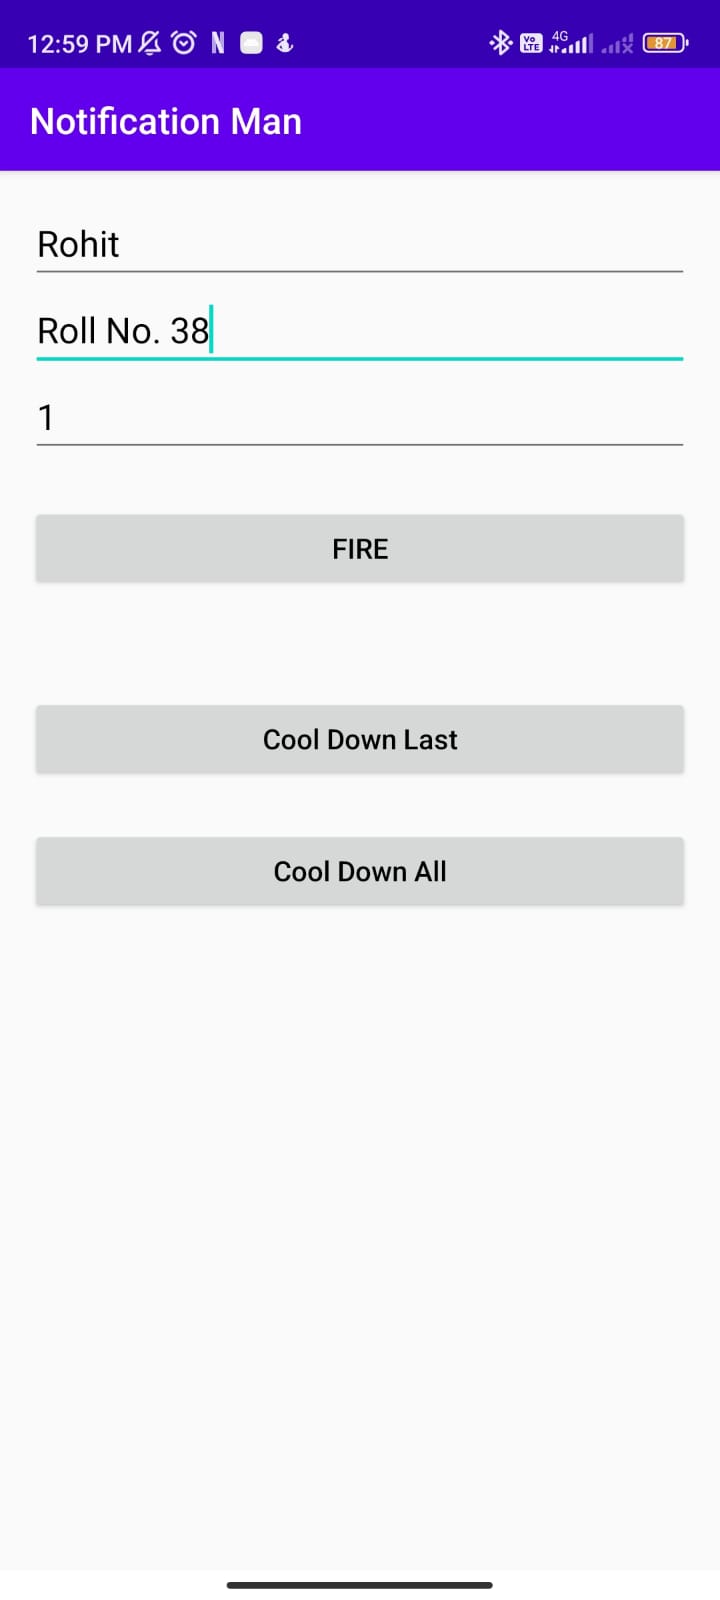 12:59 PM N Vo LTE 4G 87
Notification Man
Rohit
Roll No. 38
1
FIRE
Cool Down Last
Cool Down All